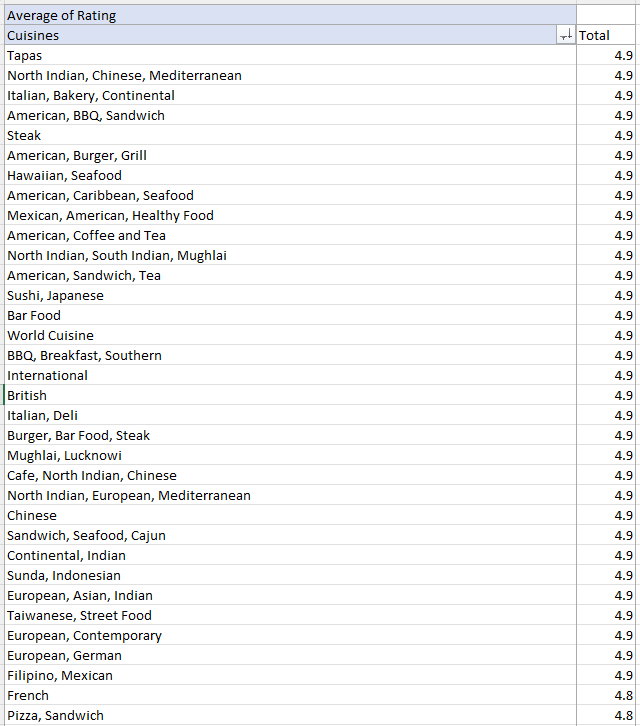 Average of Rating
Cuisines Total
Tapas 4.9
North Indian, Chinese, Mediterranean 4.9
Italian, Bakery, Continental 4.9
American, BBQ, Sandwich 4.9
Steak 4.9
American, Burger, Grill 4.9
Hawaiian, Seafood 4.9
American, Caribbean, Seafood 4.9
Mexican, American, Healthy Food 4.9
American, Coffee and Tea 4.9
North Indian, South Indian, Mughlai 4.9
American, Sandwich, Tea 4.9
Sushi, Japanese 4.9
Bar Food 4.9
World Cuisine 4.9
BBQ, Breakfast, Southern 4.9
International 4.9
British 4.9
Italian, Deli 4.9
Burger, Bar Food, Steak 4.9
Mughlai, Lucknowi 4.9
Cafe, North Indian, Chinese 4.9
North Indian, European, Mediterranean 4.9
Chinese 4.9
Sandwich, Seafood, Cajun 4.9
Continental, Indian 4.9
Sunda, Indonesian 4.9
European, Asian, Indian 4.9
Taiwanese, Street Food 4.9
European, Contemporary 4.9
European, German 4.9
Filipino, Mexican 4.9
French 4.8
Pizza, Sandwich 4.8